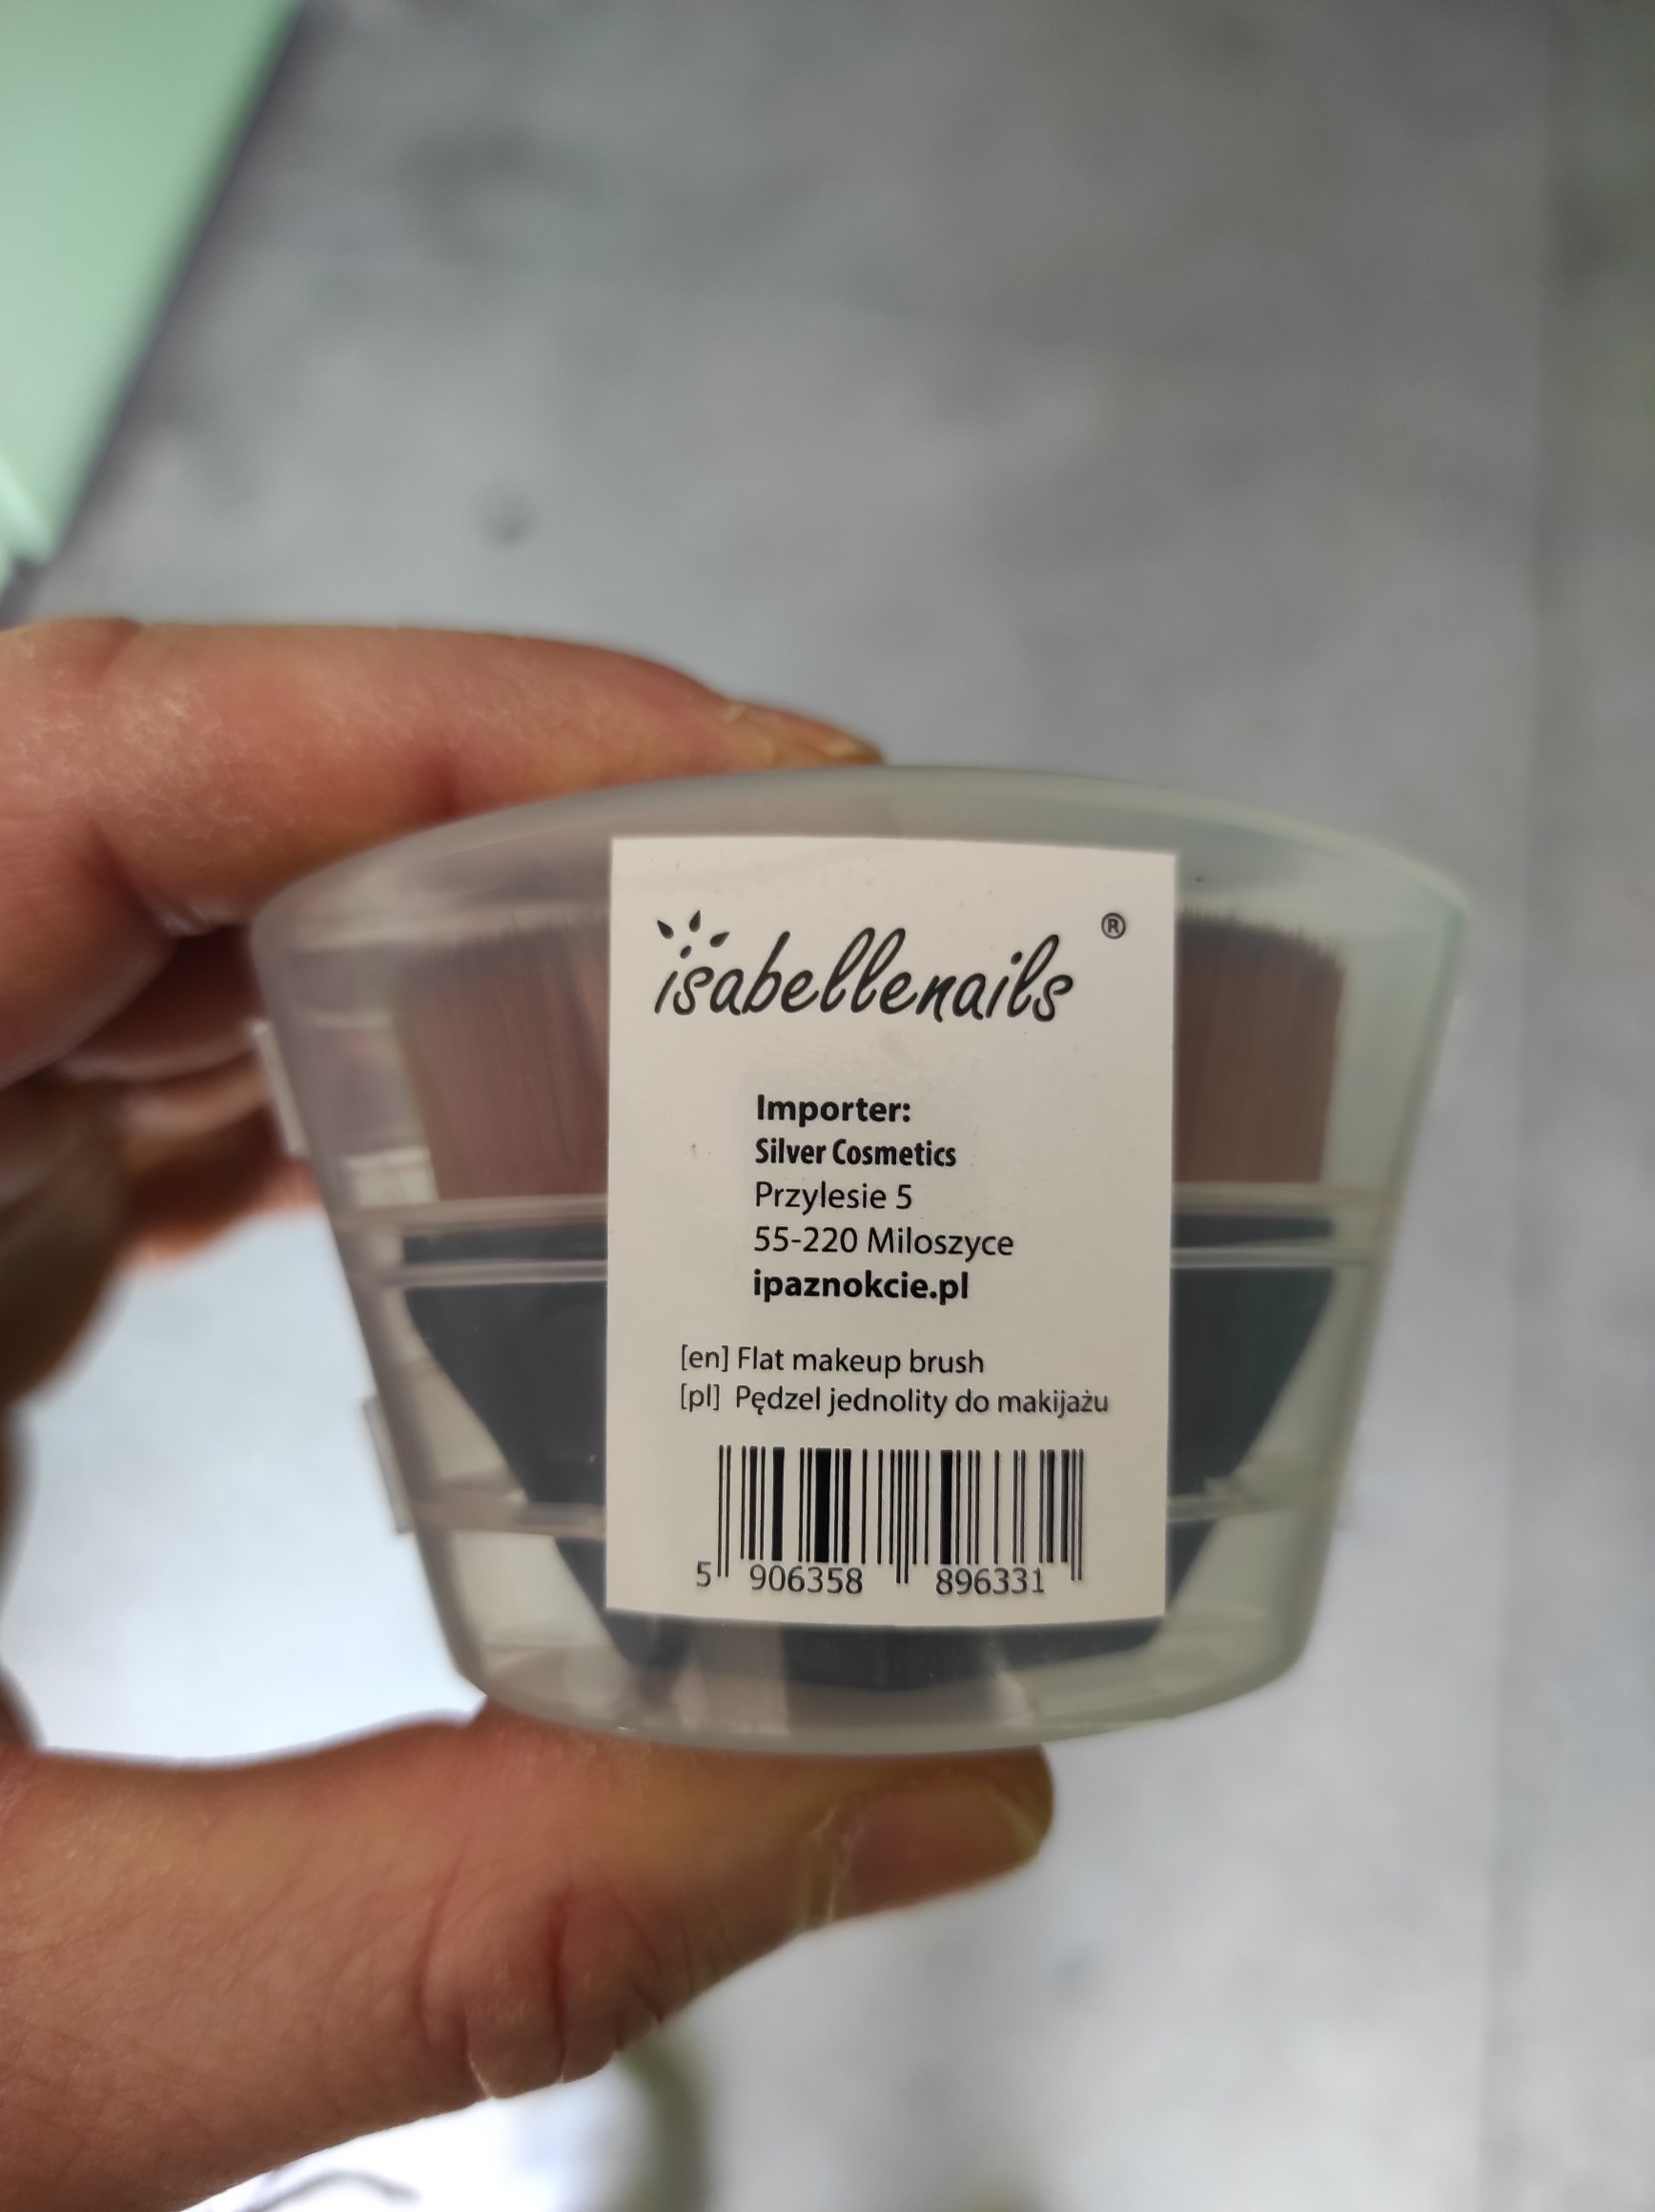 isabellenails ®
Importer:
Silver Cosmetics
Przylesie 5
55-220 Miloszyce
ipaznokcie.pl
[en] Flat makeup brush
[pl] Pędzel jednolity do makijażu
5 906358 896331